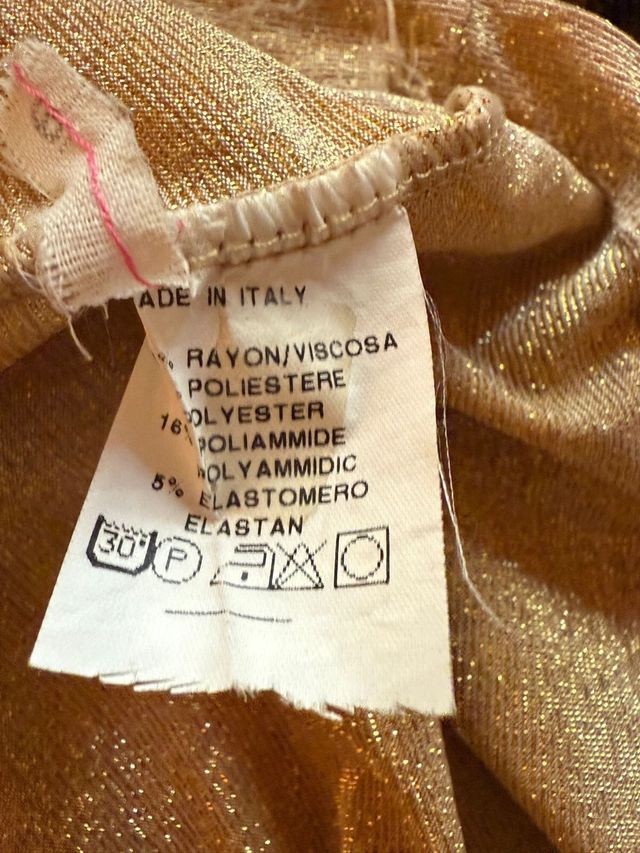 ADE IN ITALY
% RAYON/VISCOSA
POLIESTERE
OLYESTER
16% POLIAMMIDE
POLYAMMIDIC
5% ELASTOMERO
ELASTAN
30° P